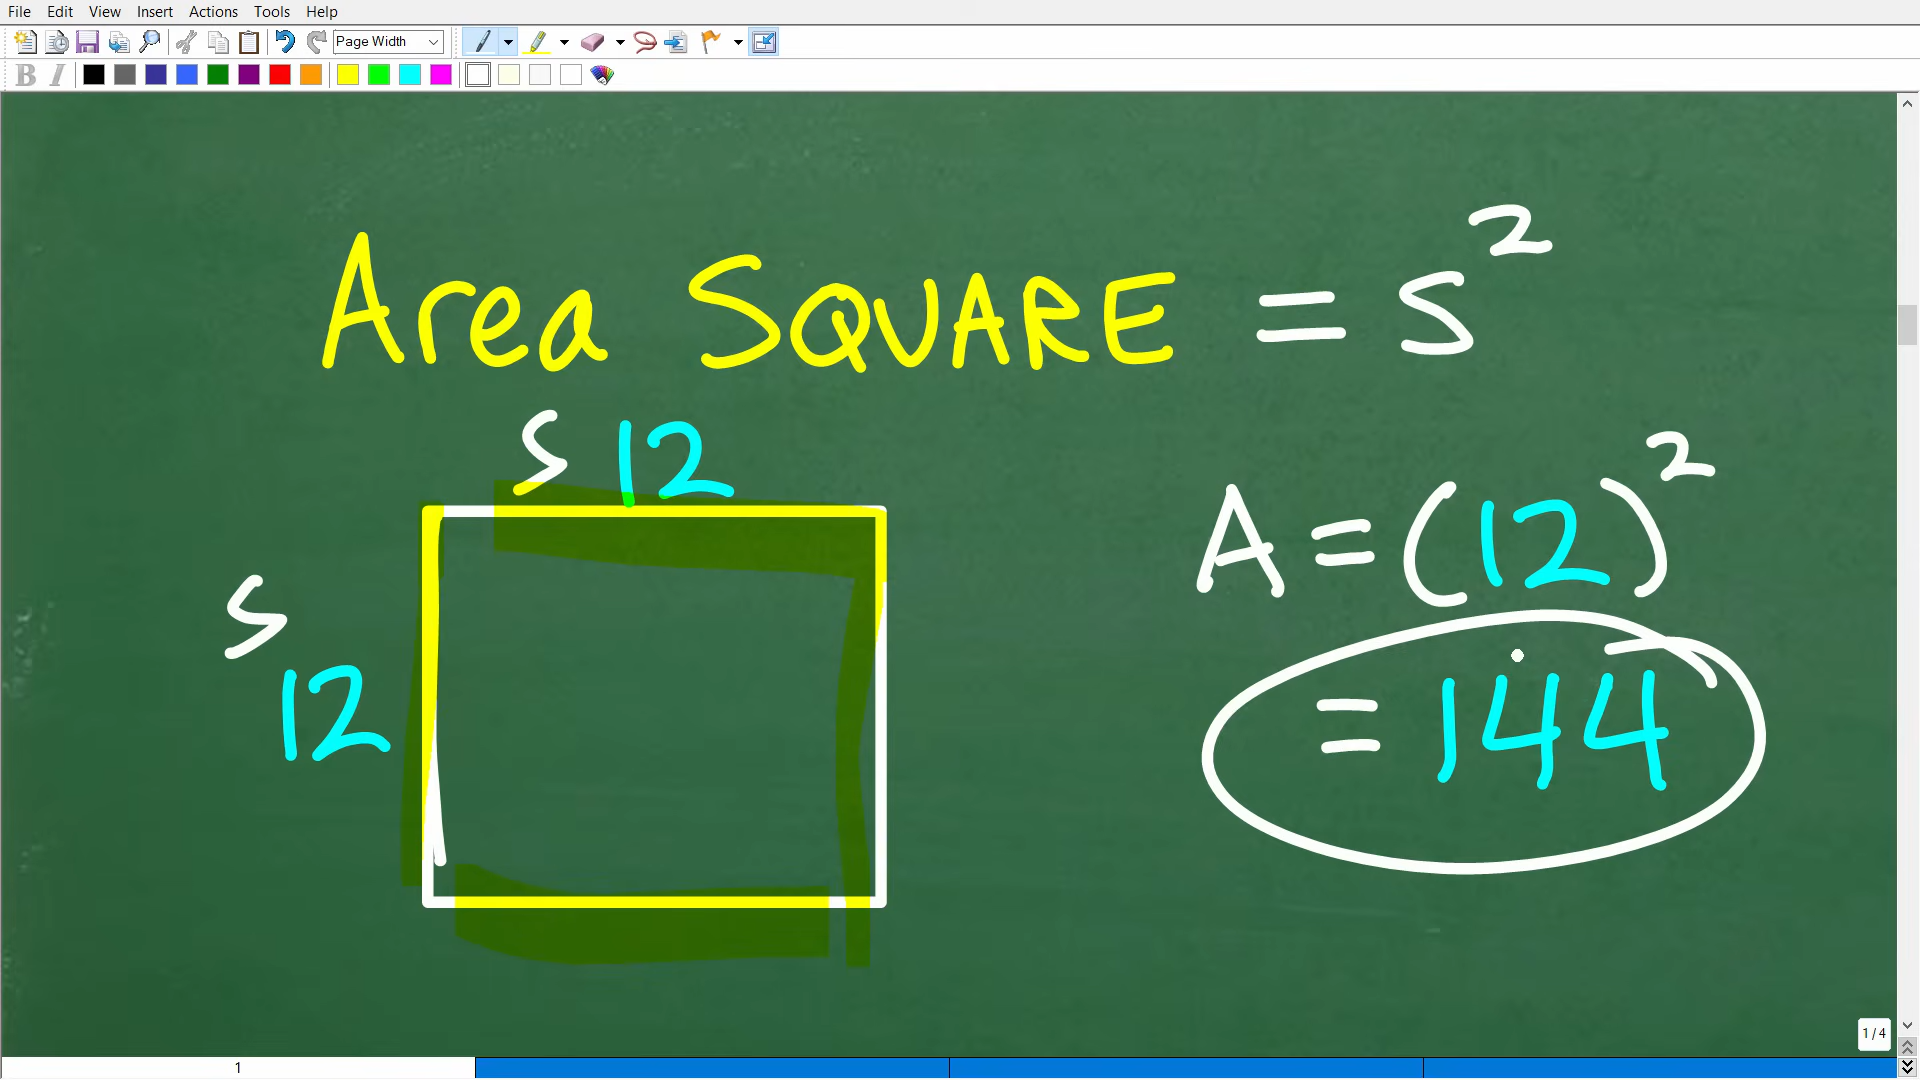 File Edit View Insert Actions Tools Help
Page Width
B I
Area SQUARE = s²
s 12
A = (12)²
s
12
= 144
1 / 4
1